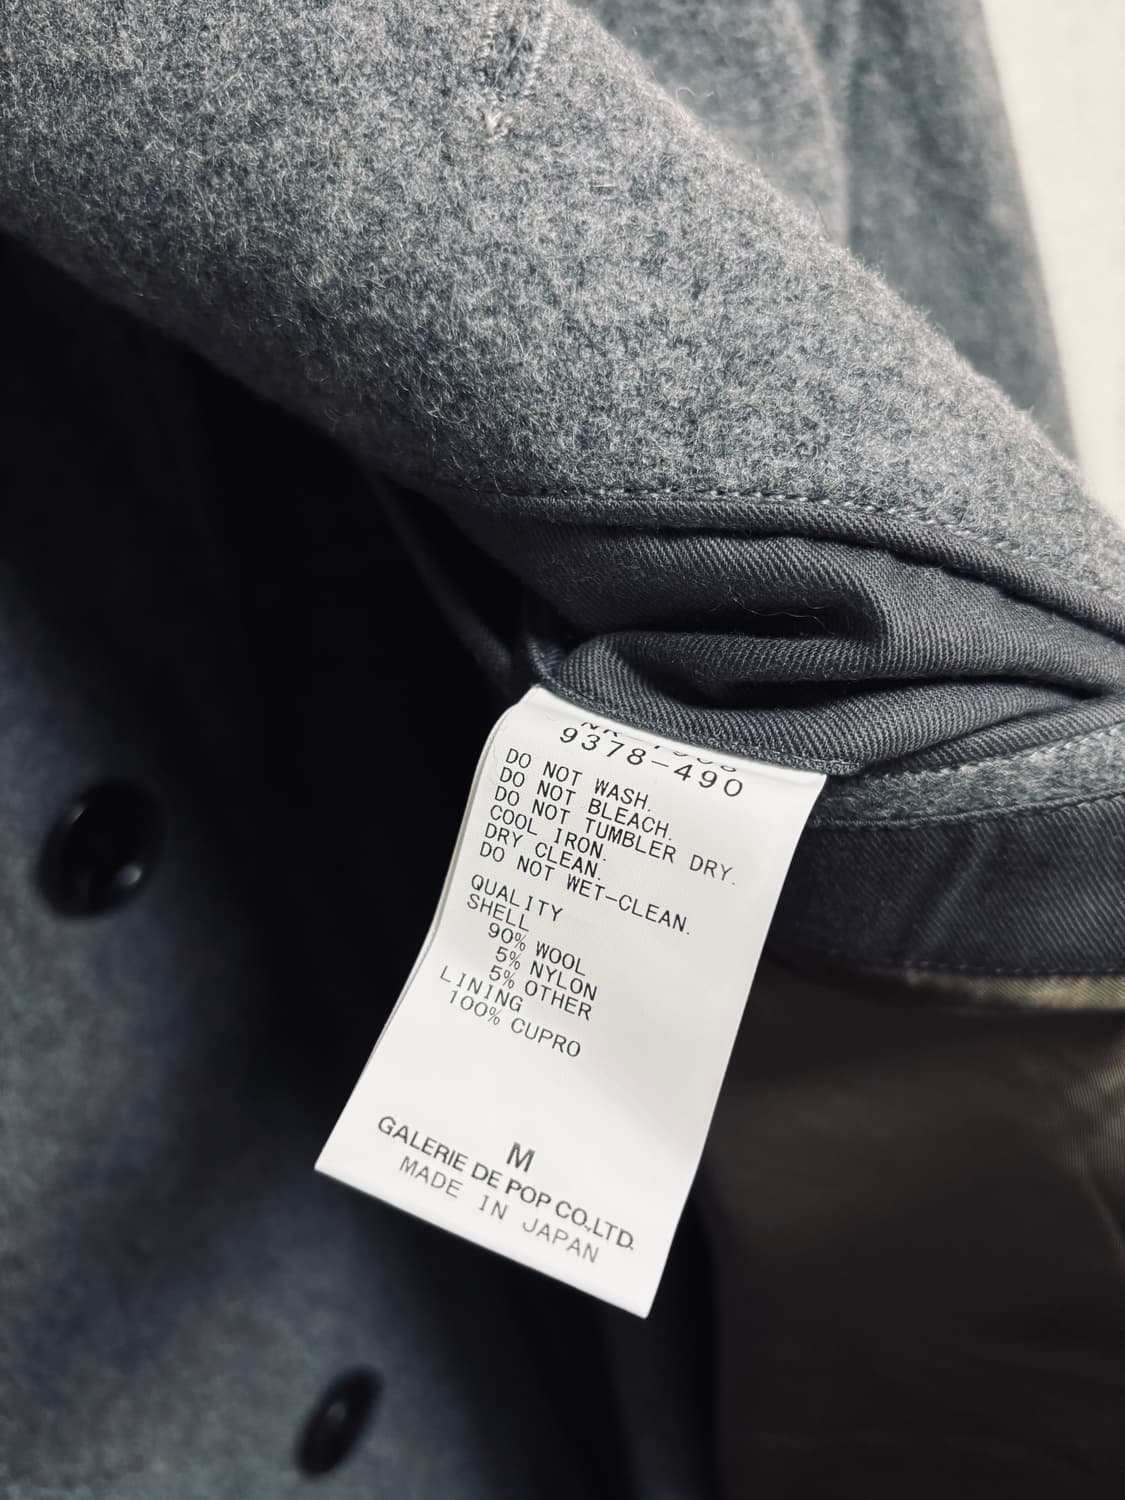 9378-490
DO NOT WASH.
DO NOT BLEACH.
DO NOT TUMBLER DRY.
COOL IRON.
DRY CLEAN.
DO NOT WET-CLEAN.
QUALITY
SHELL
90% WOOL
5% NYLON
5% OTHER
LINING
100% CUPRO
M
GALERIE DE POP CO.,LTD.
MADE IN JAPAN